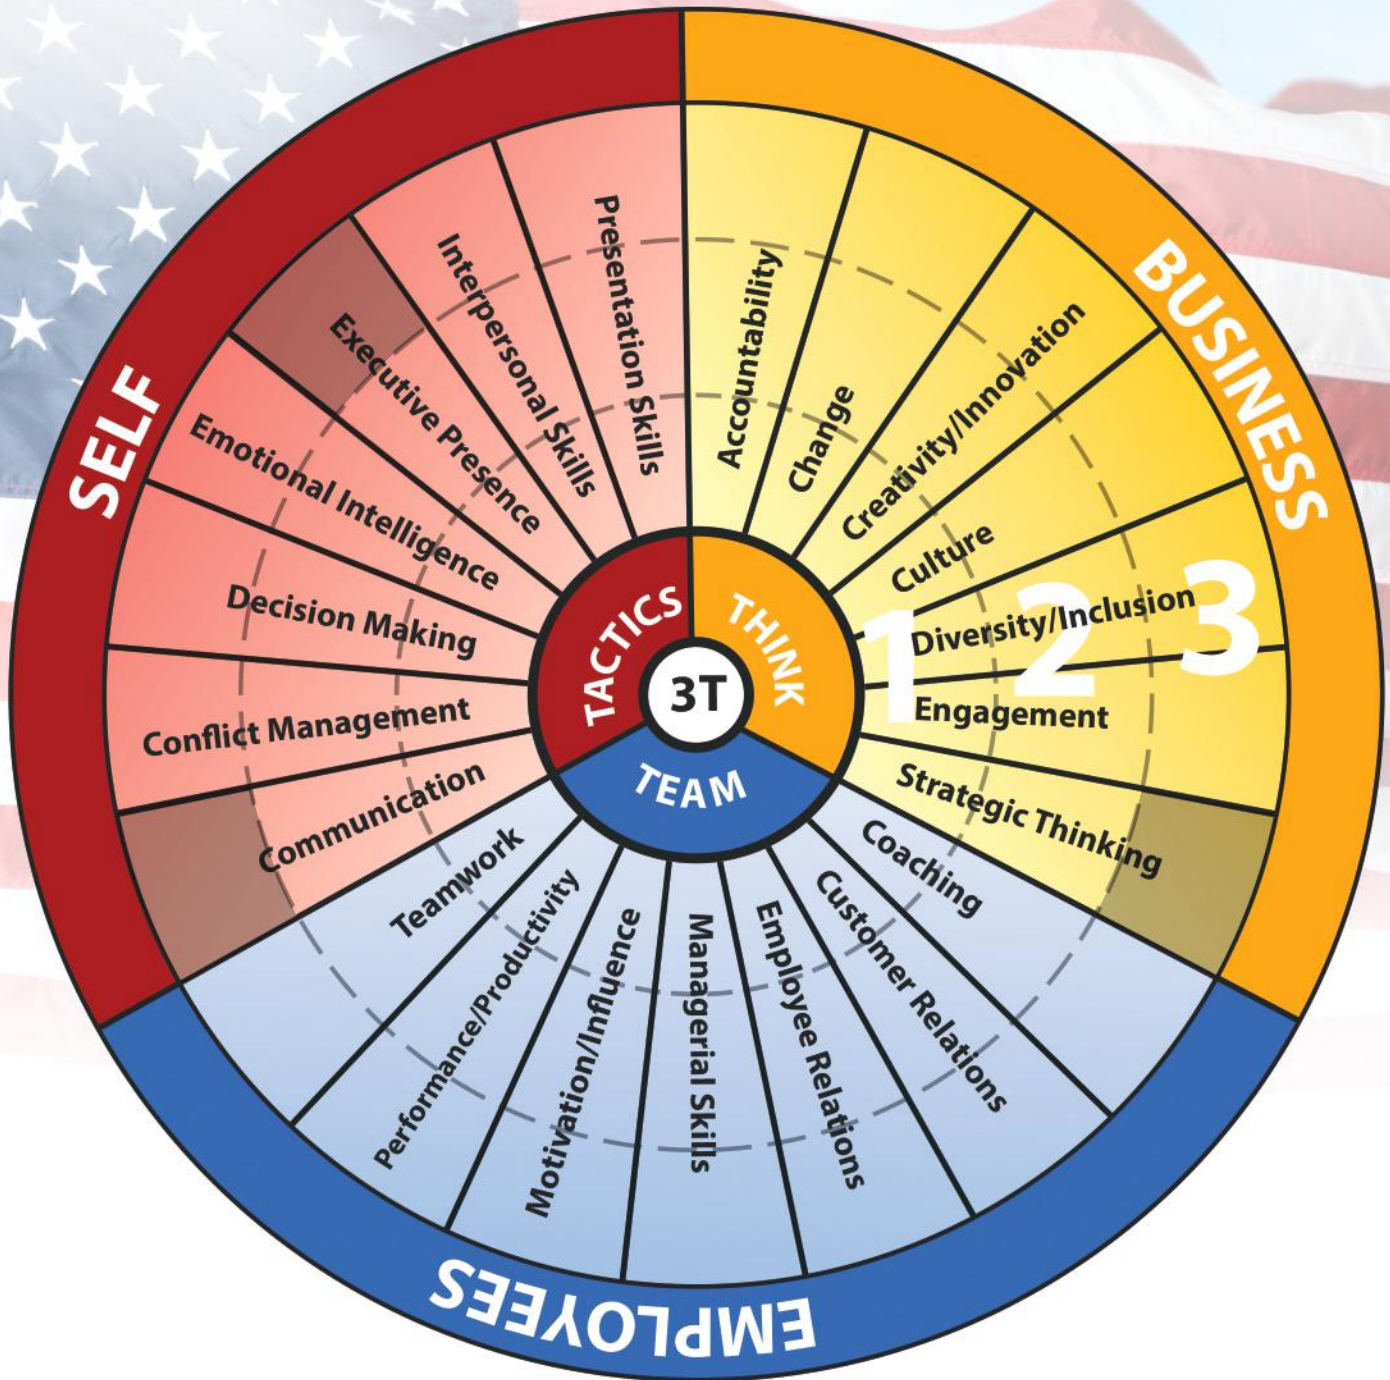 SELF
BUSINESS
EMPLOYEES
TACTICS
THINK
TEAM
3T
1
2
3
Accountability
Change
Creativity/Innovation
Culture
Diversity/Inclusion
Engagement
Strategic Thinking
Coaching
Customer Relations
Employee Relations
Managerial Skills
Motivation/Influence
Performance/Productivity
Teamwork
Communication
Conflict Management
Decision Making
Emotional Intelligence
Executive Presence
Interpersonal Skills
Presentation Skills